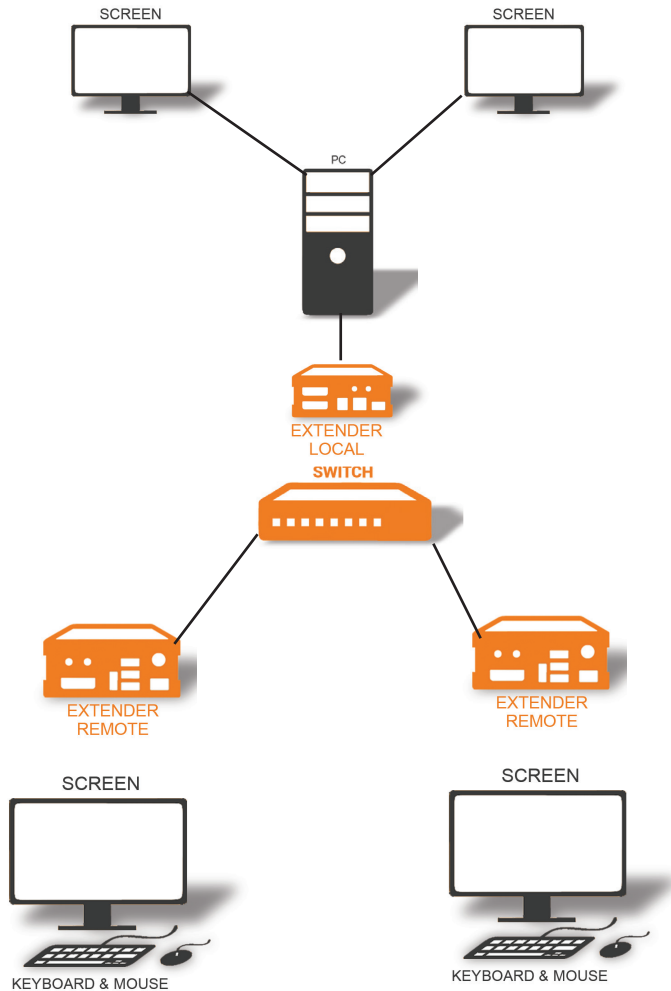 SCREEN
SCREEN
PC
EXTENDER
LOCAL
SWITCH
EXTENDER
REMOTE
EXTENDER
REMOTE
SCREEN
SCREEN
KEYBOARD & MOUSE
KEYBOARD & MOUSE